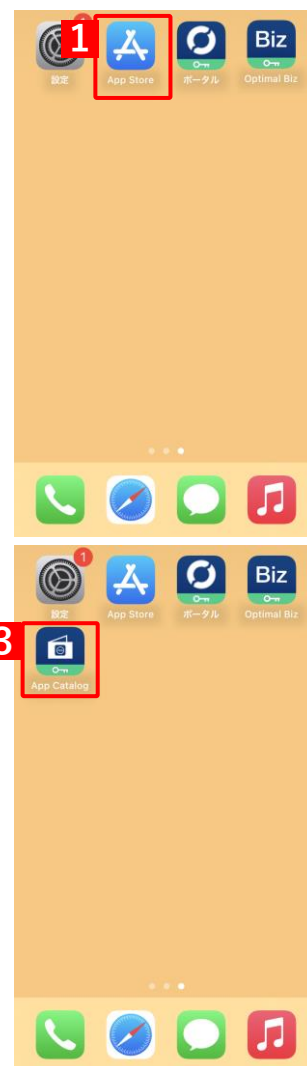 1
Biz
設定
App Store
ポータル
Optimal Biz
1
Biz
設定
App Store
ポータル
Optimal Biz
3
App Catalog